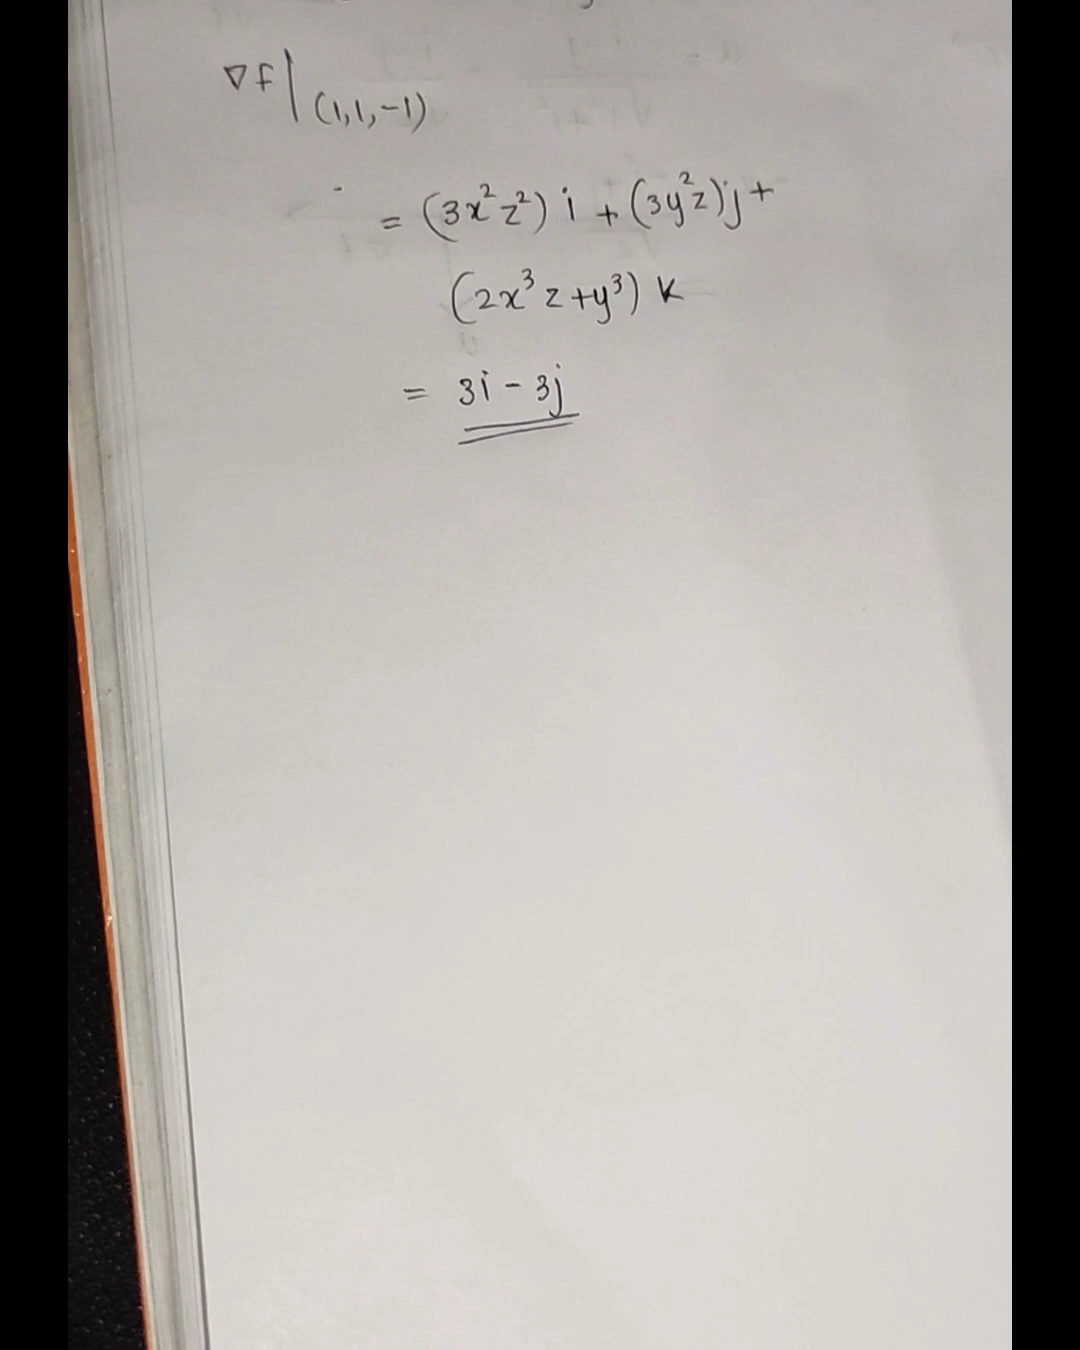 ∇f|(1,1,-1)
= (3x²z²) i + (3y²z)j +
(2x³z+y³) k
= 3i - 3j